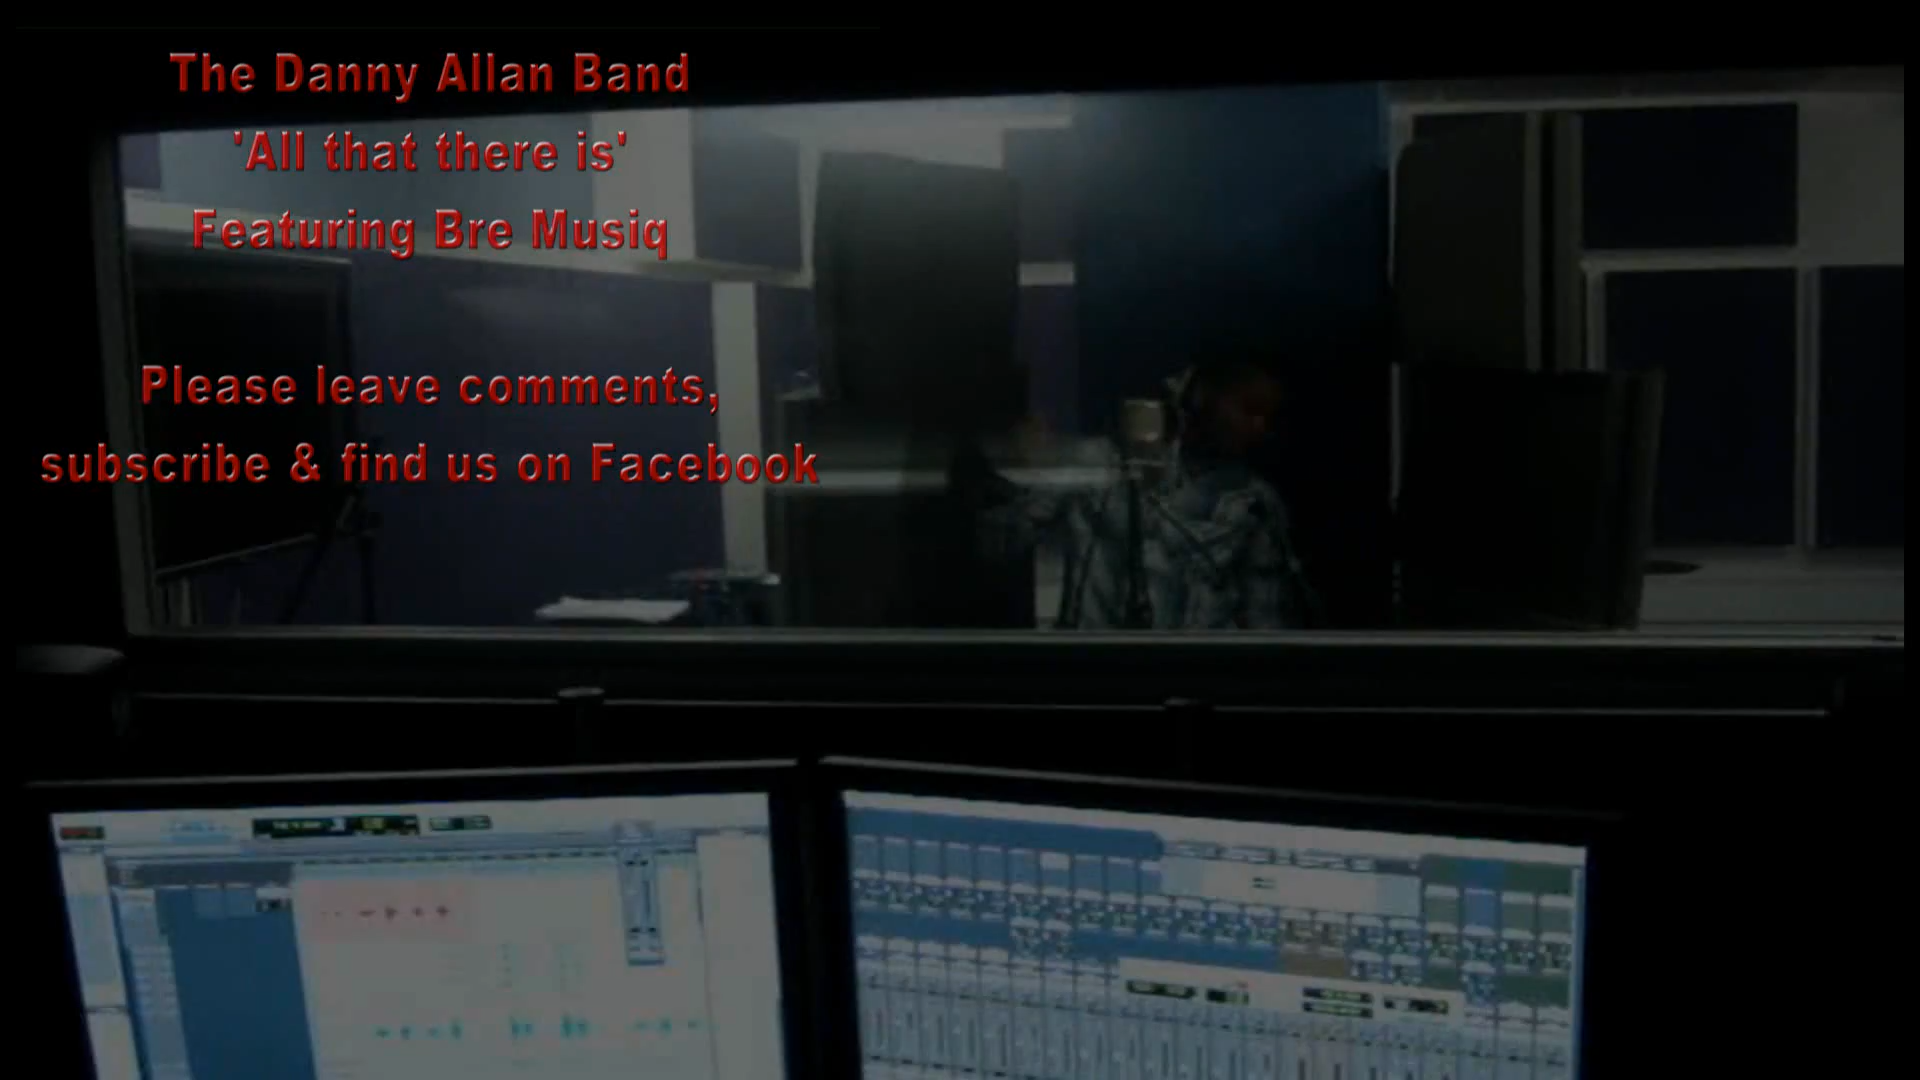 The Danny Allan Band
'All that there is'
Featuring Bre Musiq
Please leave comments,
subscribe & find us on Facebook